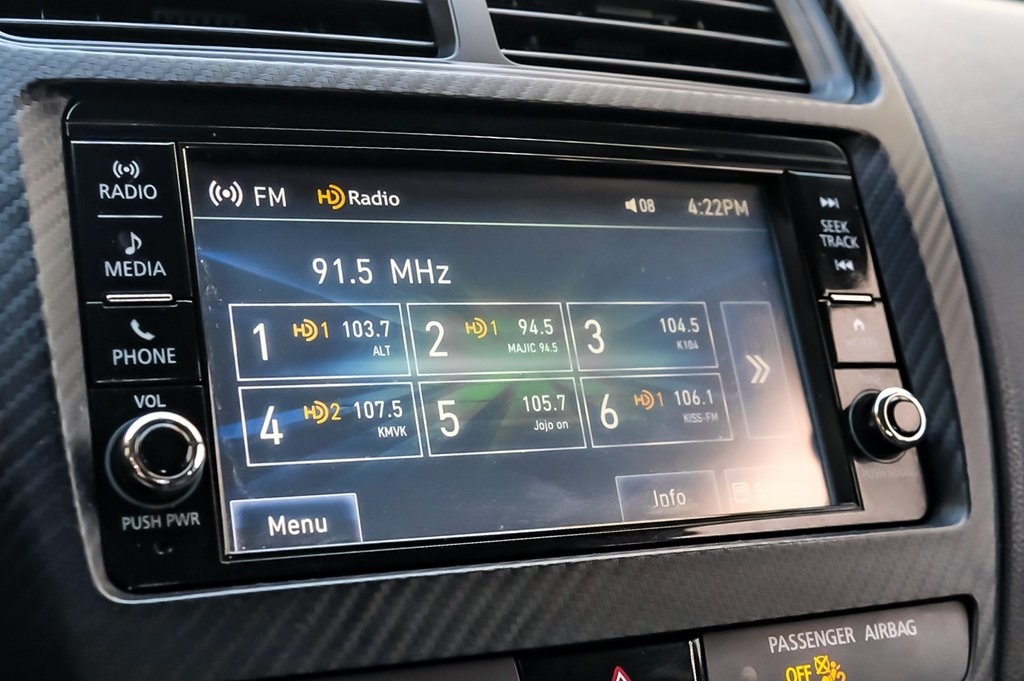 RADIO
MEDIA
PHONE
VOL
PUSH PWR
FM HD Radio 08 4:22PM
91.5 MHz
1 HD1 103.7
ALT
2 HD1 94.5
MAJIC 94.5
3 104.5
K104
4 HD2 107.5
KMVK
5 105.7
Jojo on
6 HD1 106.1
KISS-FM
Menu
Info
SEEK
TRACK
PASSENGER AIRBAG
OFF